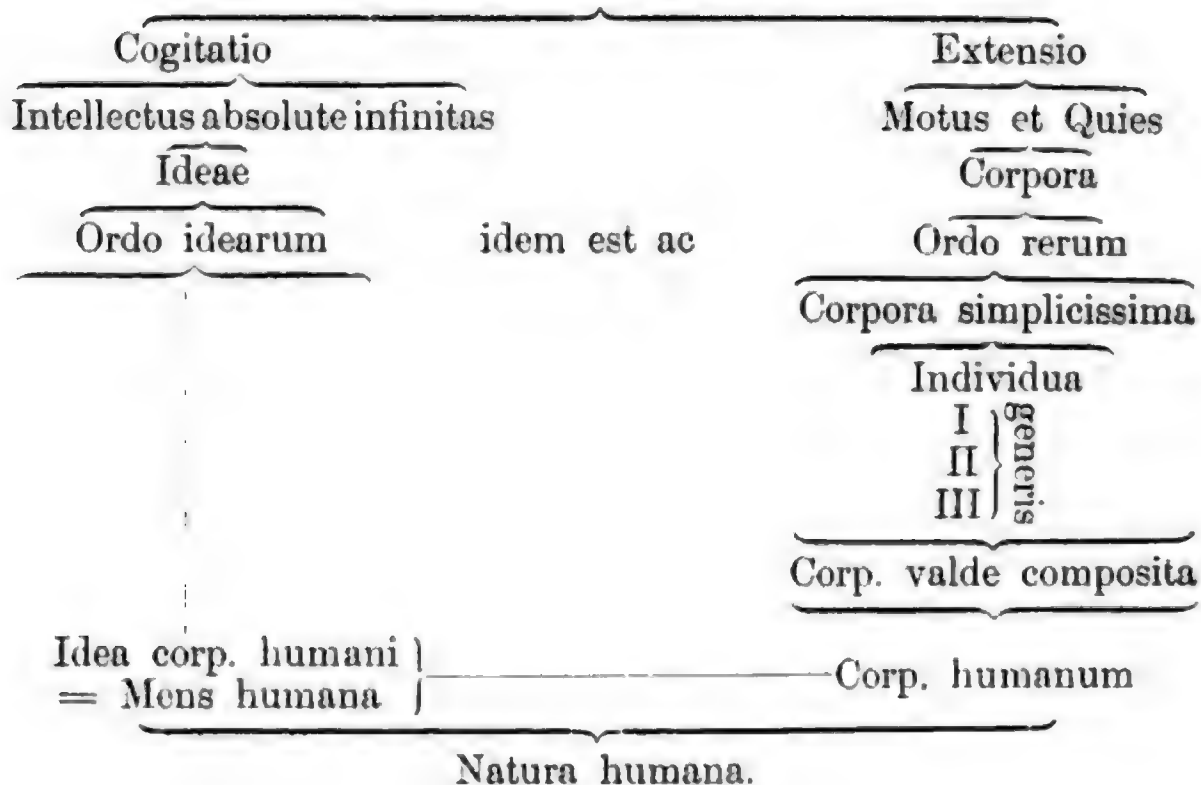 Cogitatio Extensio
Intellectus absolute infinitas Motus et Quies
Ideae Corpora
Ordo idearum idem est ac Ordo rerum
Corpora simplicissima
Individua
I
II
III
generis
Corp. valde composita
Idea corp. humani
= Mens humana
Corp. humanum
Natura humana.